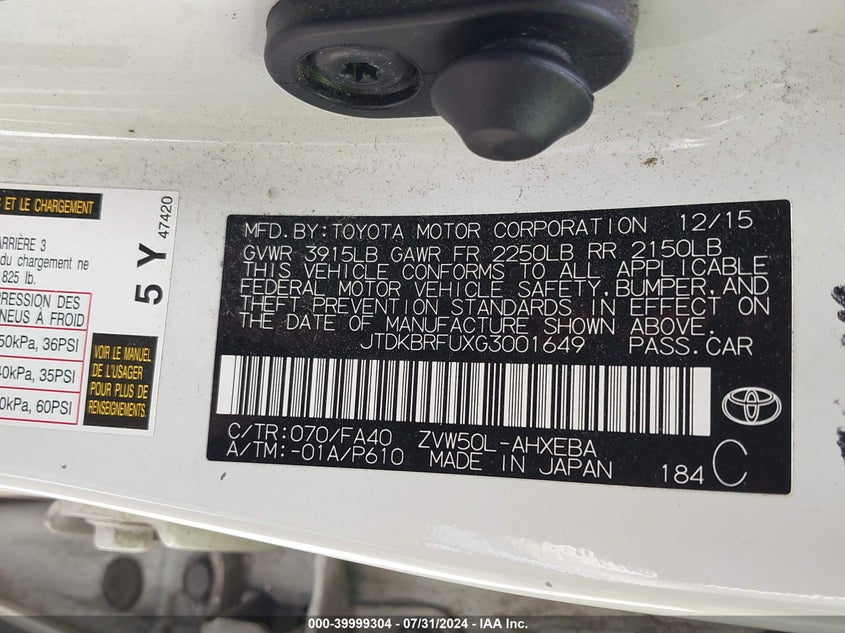 S ET LE CHARGEMENT
ARRIÈRE 3
du chargement ne
825 lb.
PRESSION DES
PNEUS À FROID
50kPa, 36PSI
40kPa, 35PSI
0kPa, 60PSI
VOIR LE MANUEL
DE L'USAGER
POUR PLUS DE
RENSEIGNEMENTS.
5 Y
47420
MFD.BY:TOYOTA MOTOR CORPORATION 12/15
GVWR 3915LB GAWR FR 2250LB RR 2150LB
THIS VEHICLE CONFORMS TO ALL APPLICABLE
FEDERAL MOTOR VEHICLE SAFETY,BUMPER,AND
THEFT PREVENTION STANDARDS IN EFFECT ON
THE DATE OF MANUFACTURE SHOWN ABOVE.
JTDKBRFUXG3001649 PASS.CAR
C/TR:070/FA40 ZVW50L-AHXEBA
A/TM:-01A/P610 MADE IN JAPAN
184 C
000-39999304 / 07/31/2024 - IAA Inc.